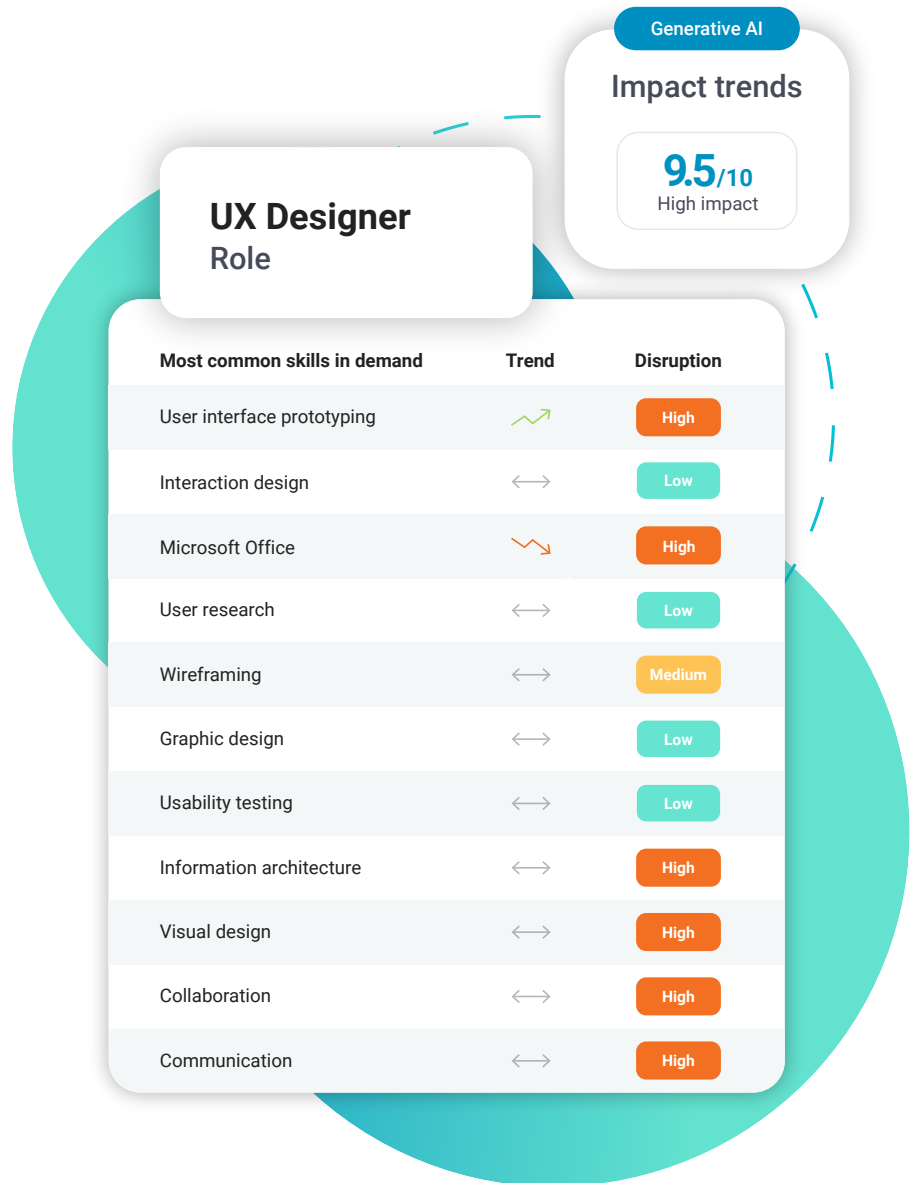 Generative AI
Impact trends
9.5/10
High impact
UX Designer
Role
Most common skills in demand Trend Disruption
User interface prototyping High
Interaction design Low
Microsoft Office High
User research Low
Wireframing Medium
Graphic design Low
Usability testing Low
Information architecture High
Visual design High
Collaboration High
Communication High